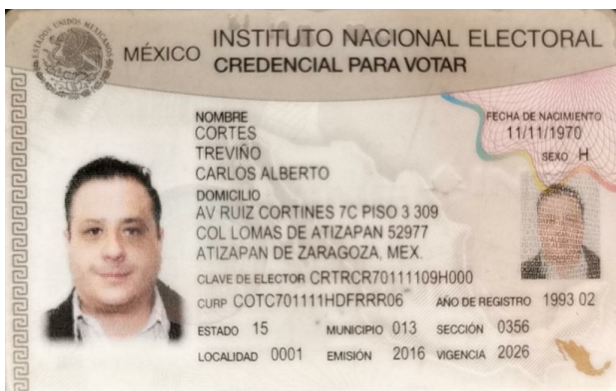 ESTADOS UNIDOS MEXICANOS
MÉXICO INSTITUTO NACIONAL ELECTORAL
CREDENCIAL PARA VOTAR
NOMBRE
CORTES
TREVIÑO
CARLOS ALBERTO
FECHA DE NACIMIENTO
11/11/1970
SEXO H
DOMICILIO
AV RUIZ CORTINES 7C PISO 3 309
COL LOMAS DE ATIZAPAN 52977
ATIZAPAN DE ZARAGOZA, MEX.
CLAVE DE ELECTOR CRTRCR70111109H000
CURP COTC701111HDFRRR06 AÑO DE REGISTRO 1993 02
ESTADO 15 MUNICIPIO 013 SECCIÓN 0356
LOCALIDAD 0001 EMISIÓN 2016 VIGENCIA 2026